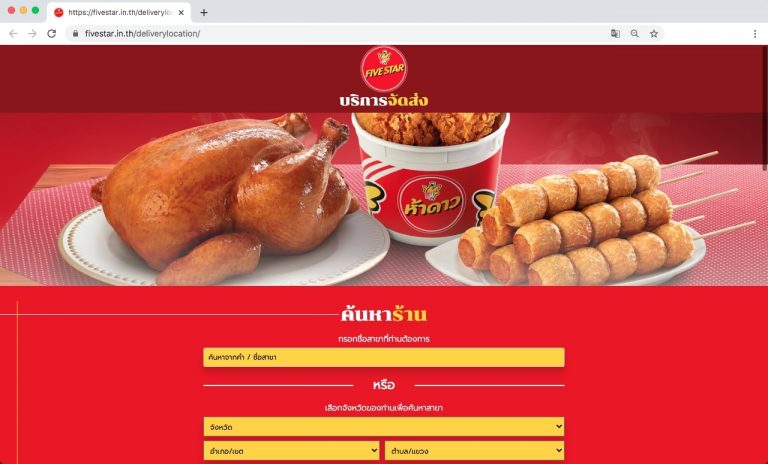 https://fivestar.in.th/deliverylo
fivestar.in.th/deliverylocation/
FIVE STAR
บริการจัดส่ง
ห้าดาว
ค้นหาร้าน
กรอกชื่อสาขาที่ท่านต้องการ
ค้นหาจากคำ / ชื่อสาขา
หรือ
เลือกจังหวัดของท่านเพื่อค้นหาสาขา
จังหวัด
อำเภอ/เขต
ตำบล/แขวง